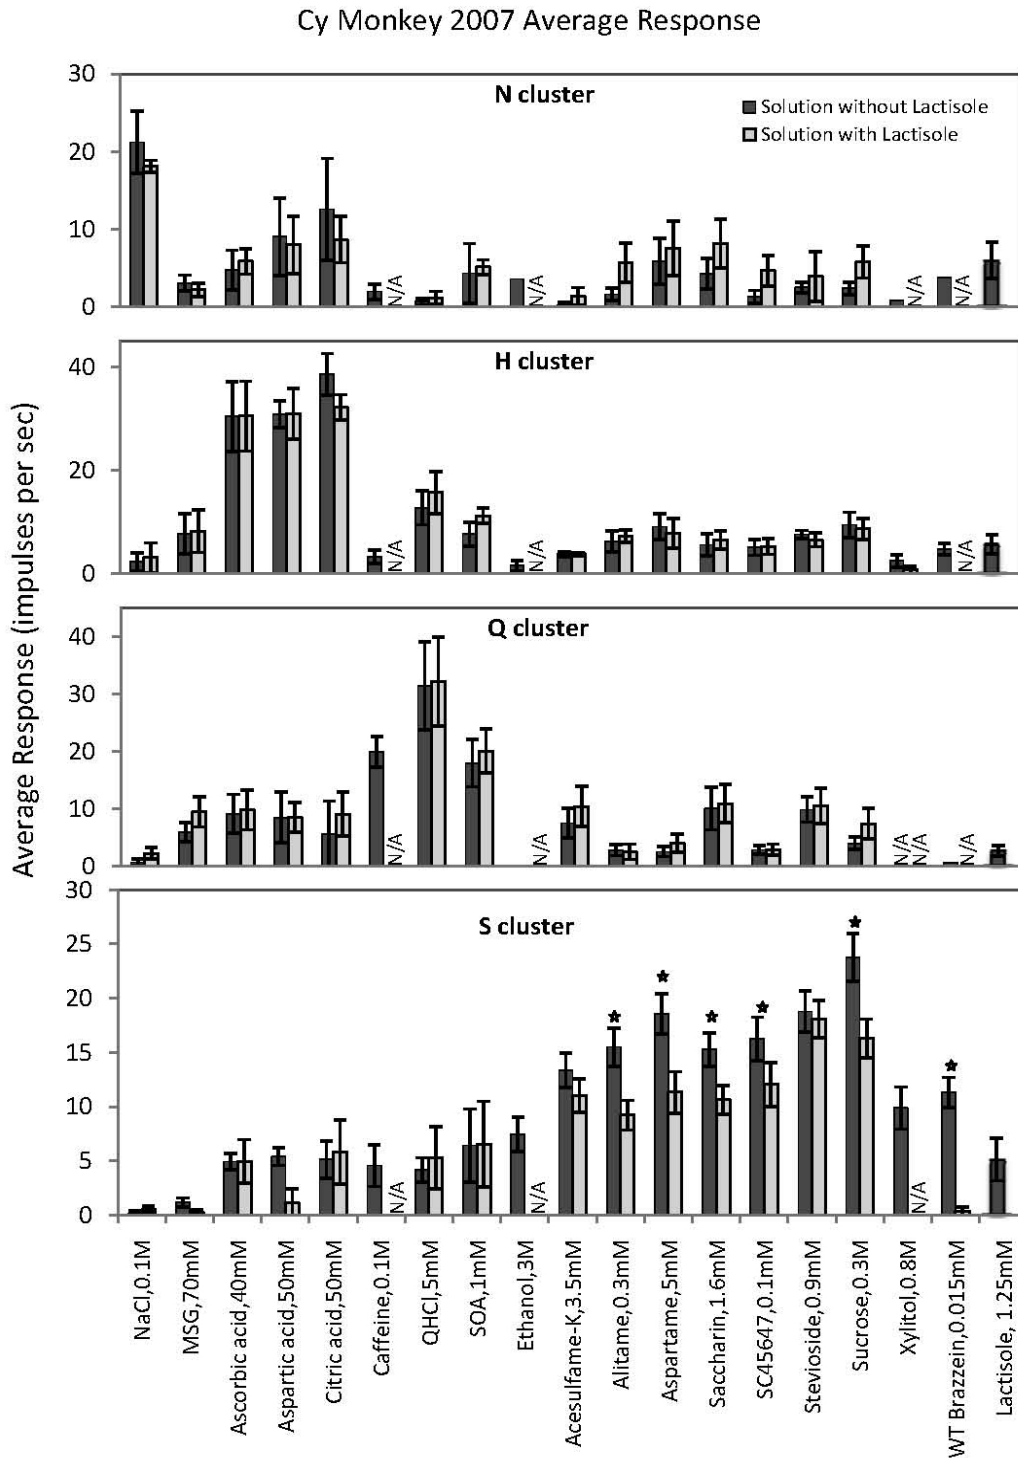 Cy Monkey 2007 Average Response
Average Response (impulses per sec)
N cluster
Solution without Lactisole
Solution with Lactisole
30
20
10
0
N/A
N/A
N/A
N/A
H cluster
40
20
0
N/A
N/A
N/A
Q cluster
40
30
20
10
0
N/A
N/A
N/A
N/A
N/A
S cluster
30
25
20
15
10
5
0
N/A
N/A
N/A
NaCl,0.1M
MSG,70mM
Ascorbic acid,40mM
Aspartic acid,50mM
Citric acid,50mM
Caffeine,0.1M
QHCl,5mM
SOA,1mM
Ethanol,3M
Acesulfame-K,3.5mM
Alitame,0.3mM
Aspartame,5mM
Saccharin,1.6mM
SC45647,0.1mM
Stevioside,0.9mM
Sucrose,0.3M
Xylitol,0.8M
WT Brazzein,0.015mM
Lactisole, 1.25mM